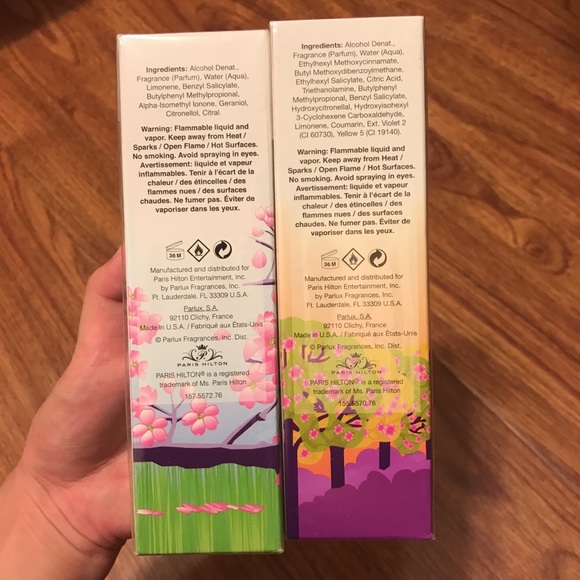 Ingredients: Alcohol Denat.,
Fragrance (Parfum), Water (Aqua),
Limonene, Benzyl Salicylate,
Butylphenyl Methylpropional,
Alpha-Isomethyl Ionone, Geraniol,
Citronellol, Citral.
Warning: Flammable liquid and
vapor. Keep away from Heat /
Sparks / Open Flame / Hot Surfaces.
No smoking. Avoid spraying in eyes.
Avertissement: liquide et vapeur
inflammables. Tenir à l'écart de la
chaleur / des étincelles / des
flammes nues / des surfaces
chaudes. Ne fumer pas. Éviter de
vaporiser dans les yeux.
36 M
Manufactured and distributed for
Paris Hilton Entertainment, Inc.
by Parlux Fragrances, Inc.
Ft. Lauderdale, FL 33309 U.S.A.
Parlux, S.A.
92110 Clichy, France
Made in U.S.A. / Fabriqué aux États-Unis
© Parlux Fragrances, Inc. Dist.
PARIS HILTON
PARIS HILTON® is a registered
trademark of Ms. Paris Hilton
157.5572.76
Ingredients: Alcohol Denat.,
Fragrance (Parfum), Water (Aqua),
Ethylhexyl Methoxycinnamate,
Butyl Methoxydibenzoylmethane,
Ethylhexyl Salicylate, Citric Acid,
Triethanolamine, Butylphenyl
Methylpropional, Benzyl Salicylate,
Hydroxycitronellal, Hydroxyisohexyl
3-Cyclohexene Carboxaldehyde,
Limonene, Coumarin, Ext. Violet 2
(CI 60730), Yellow 5 (CI 19140).
Warning: Flammable liquid and
vapor. Keep away from Heat /
Sparks / Open Flame / Hot Surfaces.
No smoking. Avoid spraying in eyes.
Avertissement: liquide et vapeur
inflammables. Tenir à l'écart de la
chaleur / des étincelles / des
flammes nues / des surfaces
chaudes. Ne fumer pas. Éviter de
vaporiser dans les yeux.
36 M
Manufactured and distributed for
Paris Hilton Entertainment, Inc.
by Parlux Fragrances, Inc.
Ft. Lauderdale, FL 33309 U.S.A.
Parlux, S.A.
92110 Clichy, France
Made in U.S.A. / Fabriqué aux États-Unis
© Parlux Fragrances, Inc. Dist.
PARIS HILTON
PARIS HILTON® is a registered
trademark of Ms. Paris Hilton
155.5570.76